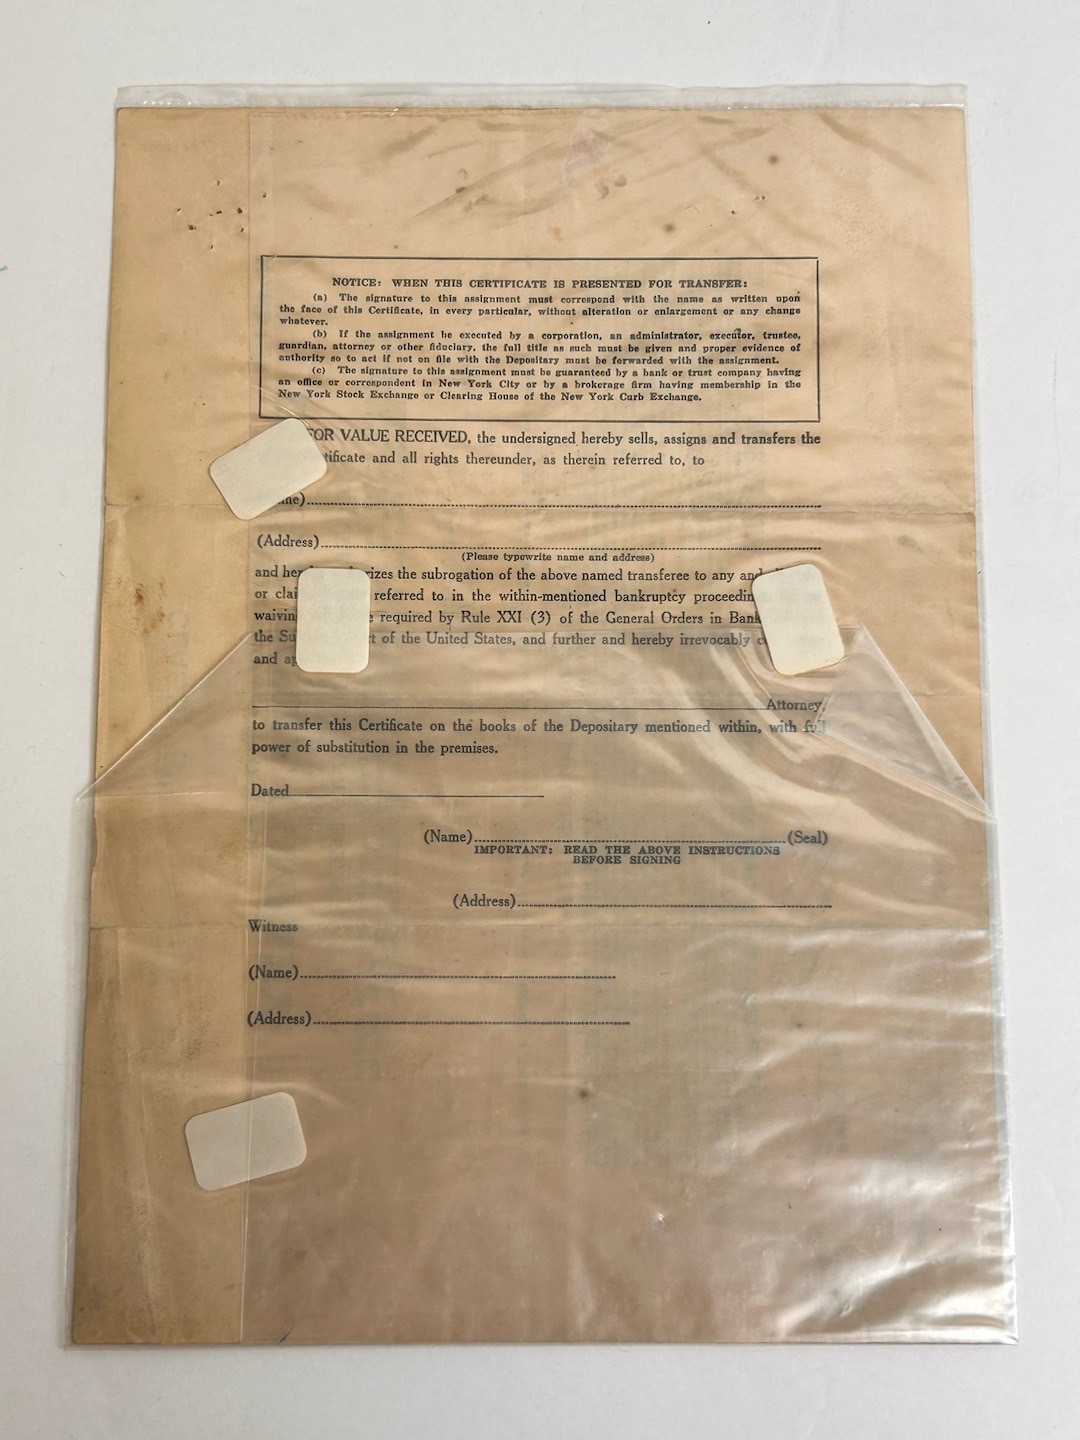 NOTICE: WHEN THIS CERTIFICATE IS PRESENTED FOR TRANSFER:
(a) The signature to this assignment must correspond with the name as written upon
the face of this Certificate, in every particular, without alteration or enlargement or any change
whatever.
(b) If the assignment be executed by a corporation, an administrator, executor, trustee,
guardian, attorney or other fiduciary, the full title as such must be given and proper evidence of
authority so to act if not on file with the Depositary must be forwarded with the assignment.
(c) The signature to this assignment must be guaranteed by a bank or trust company having
an office or correspondent in New York City or by a brokerage firm having membership in the
New York Stock Exchange or Clearing House of the New York Curb Exchange.
FOR VALUE RECEIVED, the undersigned hereby sells, assigns and transfers the
and all rights thereunder, as therein referred to, to
(Address)
(Please typewrite name and address)
and the subrogation of the above named transferee to any and
or referred to in the within-mentioned bankruptcy
required by Rule XXI (3) of the General Orders in
the of the United States, and further and hereby irrevocably
and
Attorney,
to transfer this Certificate on the books of the Depositary mentioned within, with full
power of substitution in the premises.
Dated
(Name) (Seal)
IMPORTANT: READ THE ABOVE INSTRUCTIONS
BEFORE SIGNING
(Address)
Witness
(Name)
(Address)